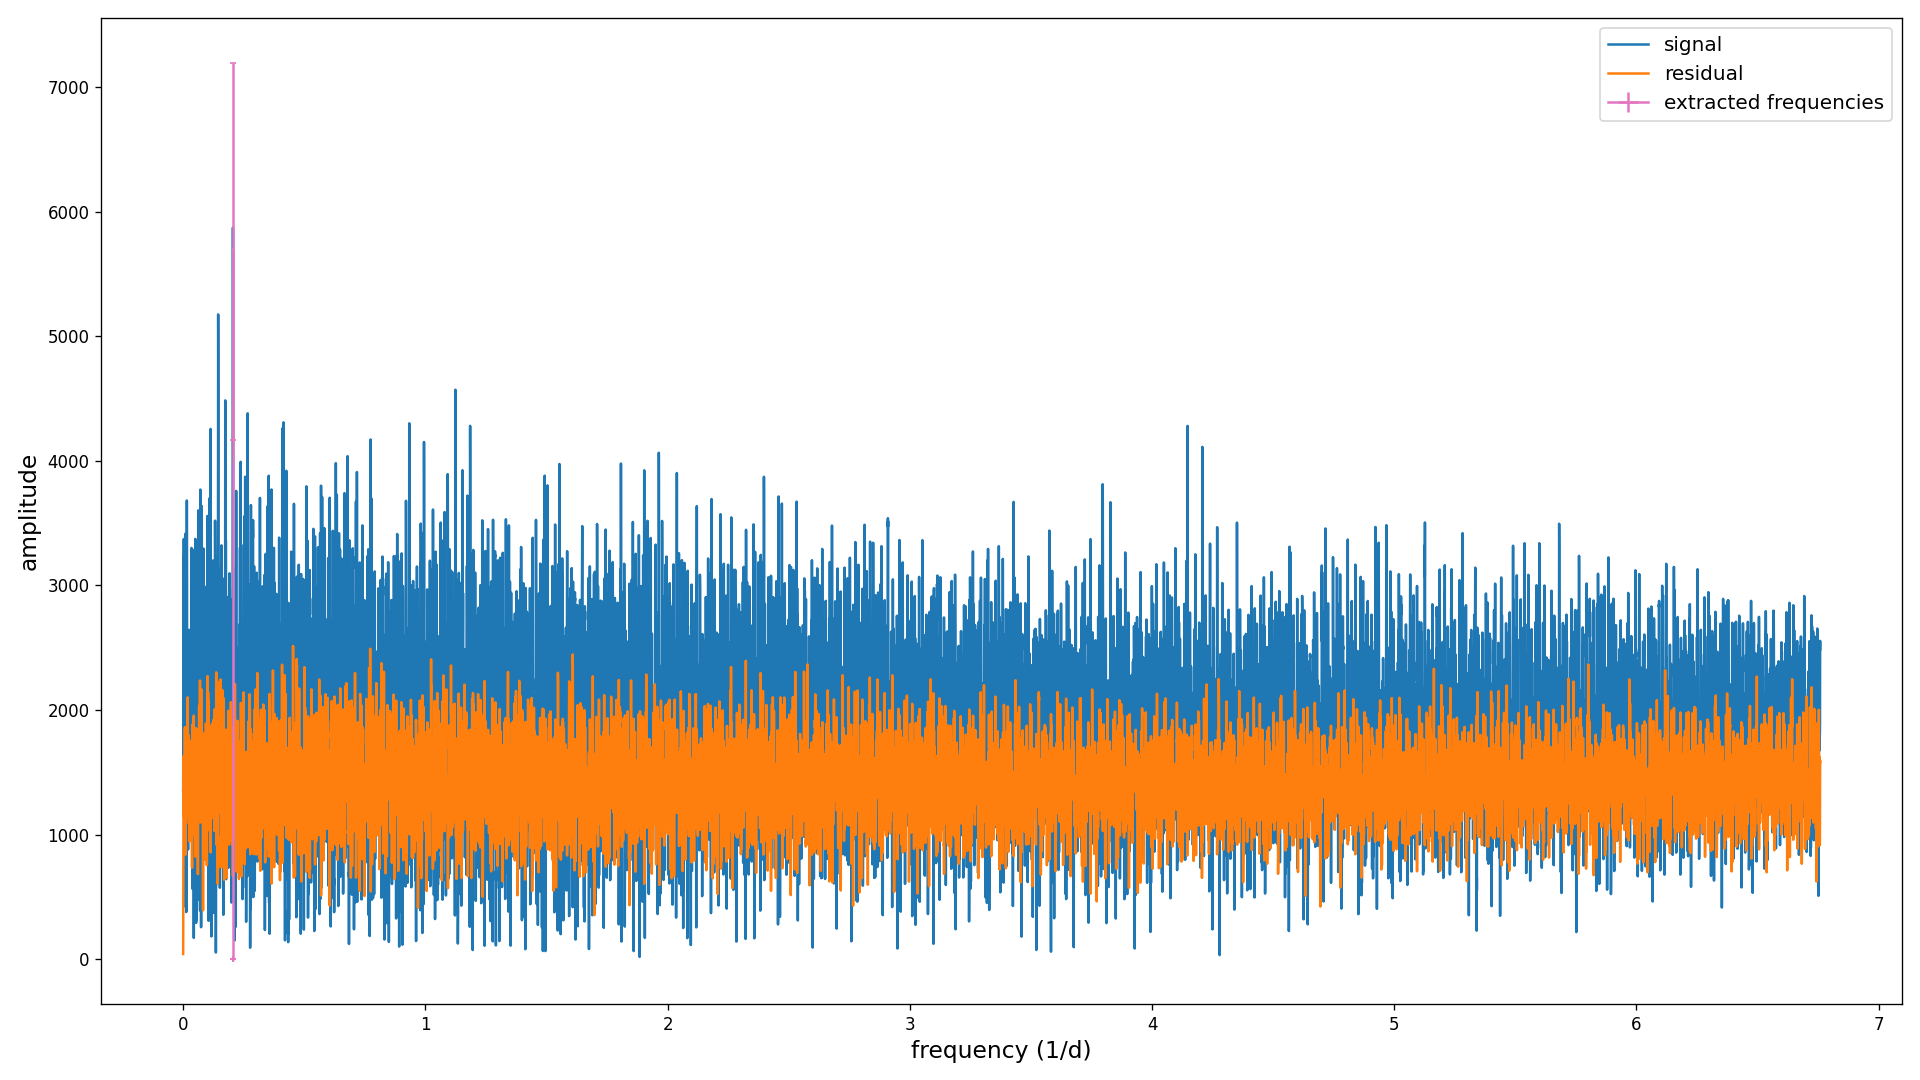 signal
residual
extracted frequencies
7000
6000
5000
4000
3000
2000
1000
0
amplitude
0 1 2 3 4 5 6 7
frequency (1/d)